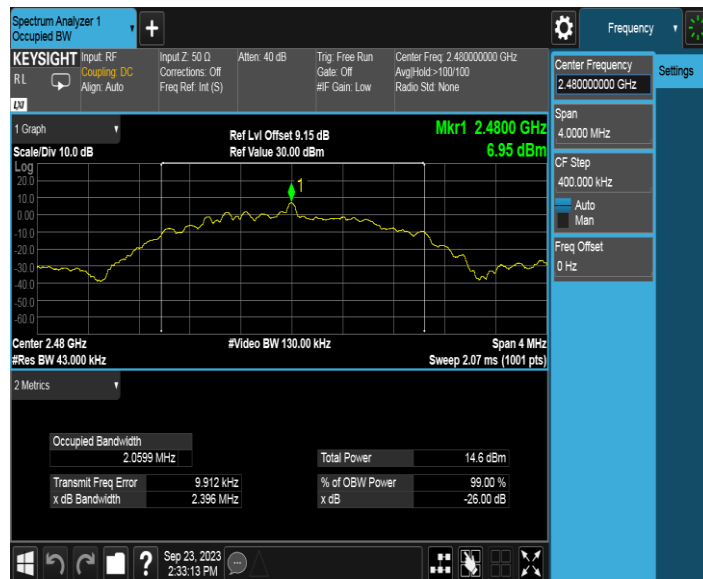 Spectrum Analyzer 1
Occupied BW
+
Frequency
KEYSIGHT
RL
LXI
Input: RF
Coupling: DC
Align: Auto
Input Z: 50 Ω
Corrections: Off
Freq Ref: Int (S)
Atten: 40 dB
Trig: Free Run
Gate: Off
#IF Gain: Low
Center Freq: 2.480000000 GHz
Avg|Hold:>100/100
Radio Std: None
Center Frequency
2.480000000 GHz
Settings
Span
4.0000 MHz
CF Step
400.000 kHz
Auto
Man
Freq Offset
0 Hz
1 Graph
Scale/Div 10.0 dB
Ref Lvl Offset 9.15 dB
Ref Value 30.00 dBm
Mkr1 2.4800 GHz
6.95 dBm
Log
20.0
10.0
0.00
-10.0
-20.0
-30.0
-40.0
-50.0
-60.0
1
Center 2.48 GHz
#Res BW 43.000 kHz
#Video BW 130.00 kHz
Span 4 MHz
Sweep 2.07 ms (1001 pts)
2 Metrics
Occupied Bandwidth
2.0599 MHz
Total Power 14.6 dBm
Transmit Freq Error 9.912 kHz
% of OBW Power 99.00 %
x dB Bandwidth 2.396 MHz
x dB -26.00 dB
?
Sep 23, 2023
2:33:13 PM